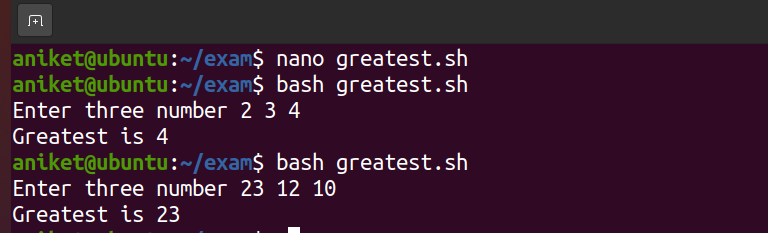 aniket@ubuntu:~/exam$ nano greatest.sh
aniket@ubuntu:~/exam$ bash greatest.sh
Enter three number 2 3 4
Greatest is 4
aniket@ubuntu:~/exam$ bash greatest.sh
Enter three number 23 12 10
Greatest is 23